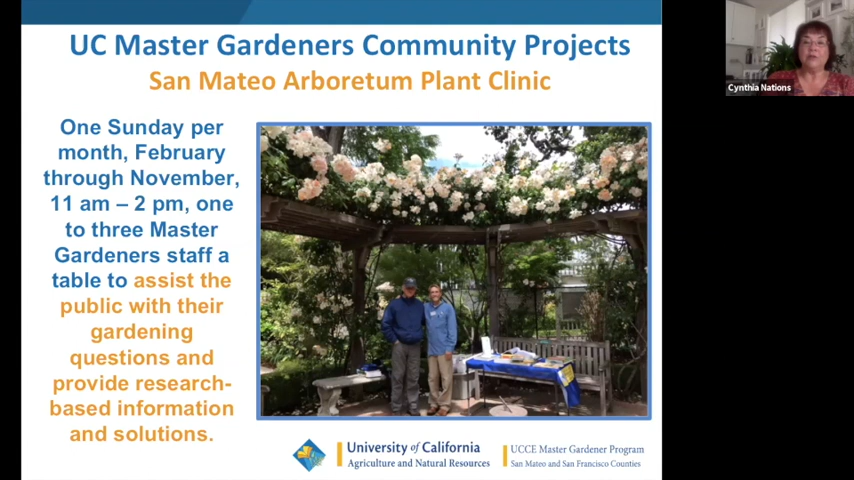 UC Master Gardeners Community Projects
San Mateo Arboretum Plant Clinic
One Sunday per
month, February
through November,
11 am – 2 pm, one
to three Master
Gardeners staff a
table to assist the
public with their
gardening
questions and
provide research-
based information
and solutions.
University of California
Agriculture and Natural Resources
UCCE Master Gardener Program
San Mateo and San Francisco Counties
Cynthia Nations